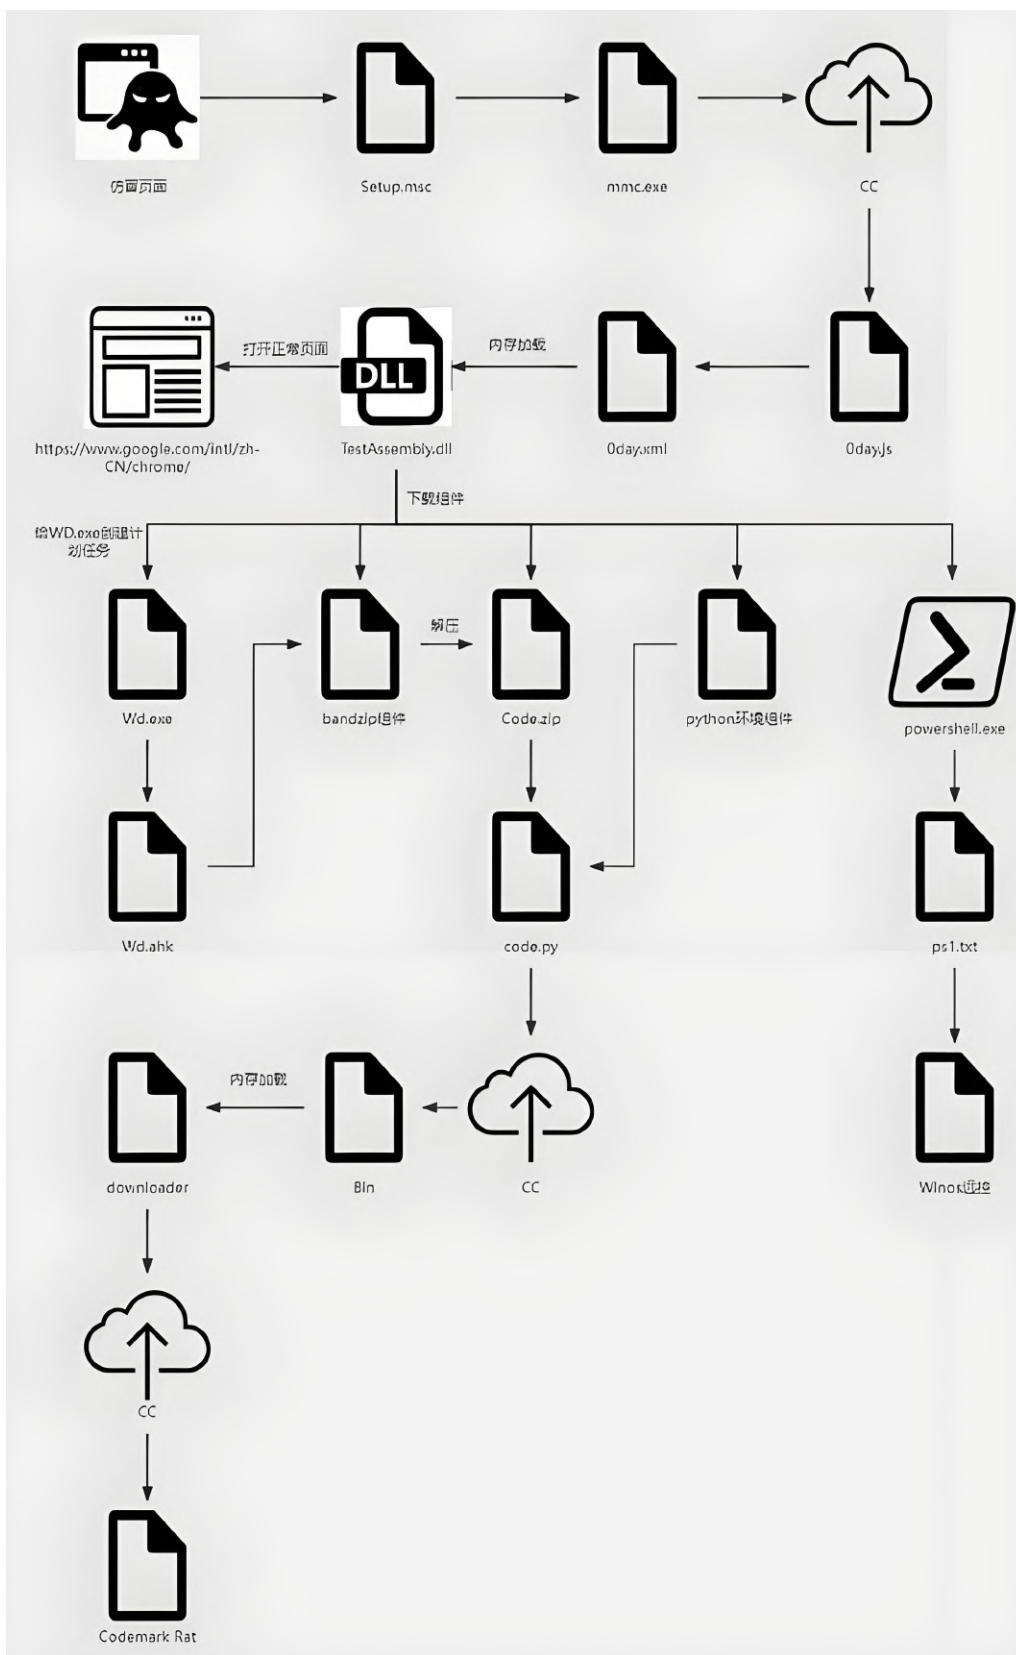 仿冒页面
Setup.msc
mmc.exe
CC
打开正常页面
内存加载
DLL
https://www.google.com/intl/zh-
CN/chrome/
TestAssembly.dll
0day.xml
0day.js
下载组件
给WD.exe创建计
划任务
解压
Wd.exe
bandzip组件
Code.zip
python环境组件
powershell.exe
Wd.ahk
code.py
ps1.txt
内存加载
downloader
Bin
CC
Winos远控
CC
Codemark Rat